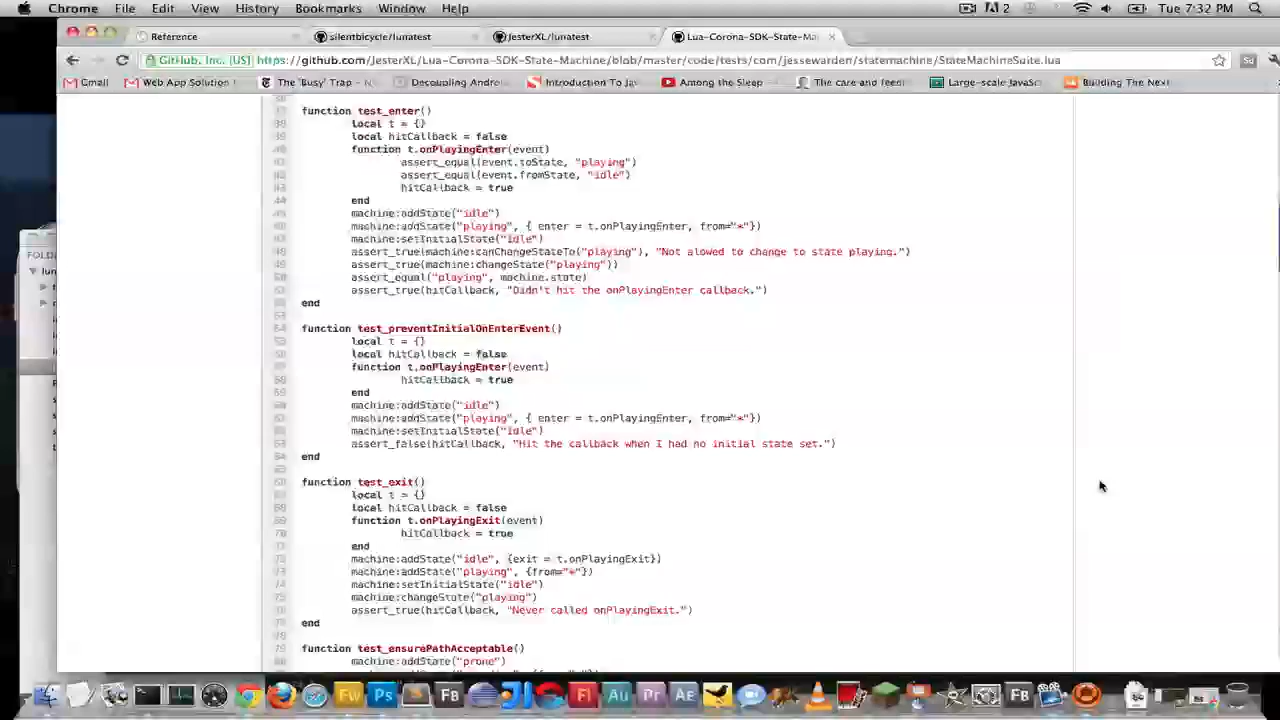 Chrome File Edit View History Bookmarks Window Help 2 Tue 7:32 PM
Reference silentbicycle/lunatest JesterXL/lunatest Lua-Corona-SDK-State-Ma
GitHub, Inc. [US] https://github.com/JesterXL/Lua-Corona-SDK-State-Machine/blob/master/code/tests/com/jessewarden/statemachine/StateMachineSuite.lua
Gmail Web App Solution The 'Busy' Trap - N Decoupling Andro Introduction To Jav Among the Sleep The care and feed Large-scale JavaSc Building The Next
function test_enter()
local t = {}
local hitCallback = false
function t.onPlayingEnter(event)
assert_equal(event.toState, "playing")
assert_equal(event.fromState, "idle")
hitCallback = true
end
machine:addState("idle")
machine:addState("playing", { enter = t.onPlayingEnter, from="*"})
machine:setInitialState("idle")
assert_true(machine:canChangeStateTo("playing"), "Not alowed to change to state playing.")
assert_true(machine:changeState("playing"))
assert_equal("playing", machine.state)
assert_true(hitCallback, "Didn't hit the onPlayingEnter callback.")
end
function test_preventInitialOnEnterEvent()
local t = {}
local hitCallback = false
function t.onPlayingEnter(event)
hitCallback = true
end
machine:addState("idle")
machine:addState("playing", { enter = t.onPlayingEnter, from="*"})
machine:setInitialState("idle")
assert_false(hitCallback, "Hit the callback when I had no initial state set.")
end
function test_exit()
local t = {}
local hitCallback = false
function t.onPlayingExit(event)
hitCallback = true
end
machine:addState("idle", {exit = t.onPlayingExit})
machine:addState("playing", {from="*"})
machine:setInitialState("idle")
machine:changeState("playing")
assert_true(hitCallback, "Never called onPlayingExit.")
end
function test_ensurePathAcceptable()
machine:addState("prone")
FOLD
lun